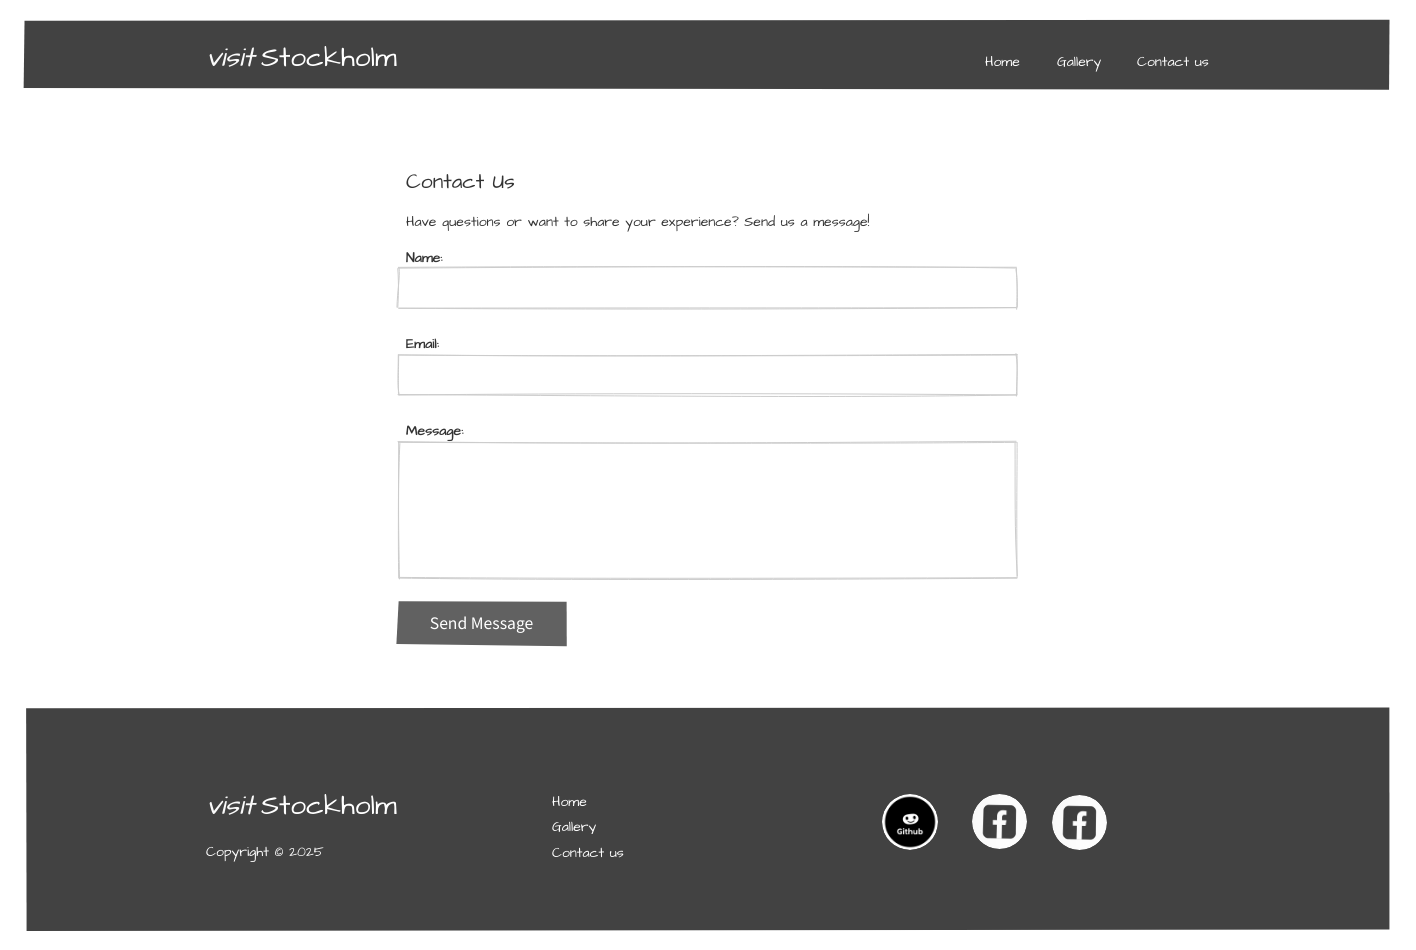 visit Stockholm
Home Gallery Contact us
Contact Us
Have questions or want to share your experience? Send us a message!
Name:
Email:
Message:
Send Message
visit Stockholm
Copyright © 2025
Home
Gallery
Contact us
Github